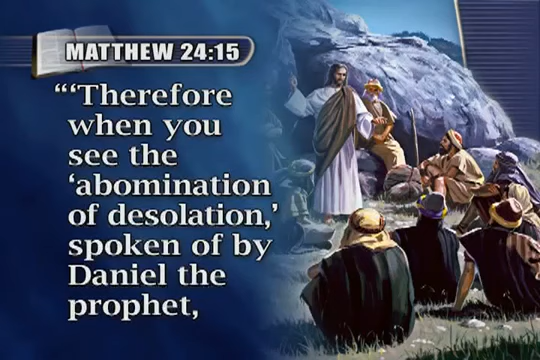 MATTHEW 24:15
“‘Therefore
when you
see the
‘abomination
of desolation,’
spoken of by
Daniel the
prophet,